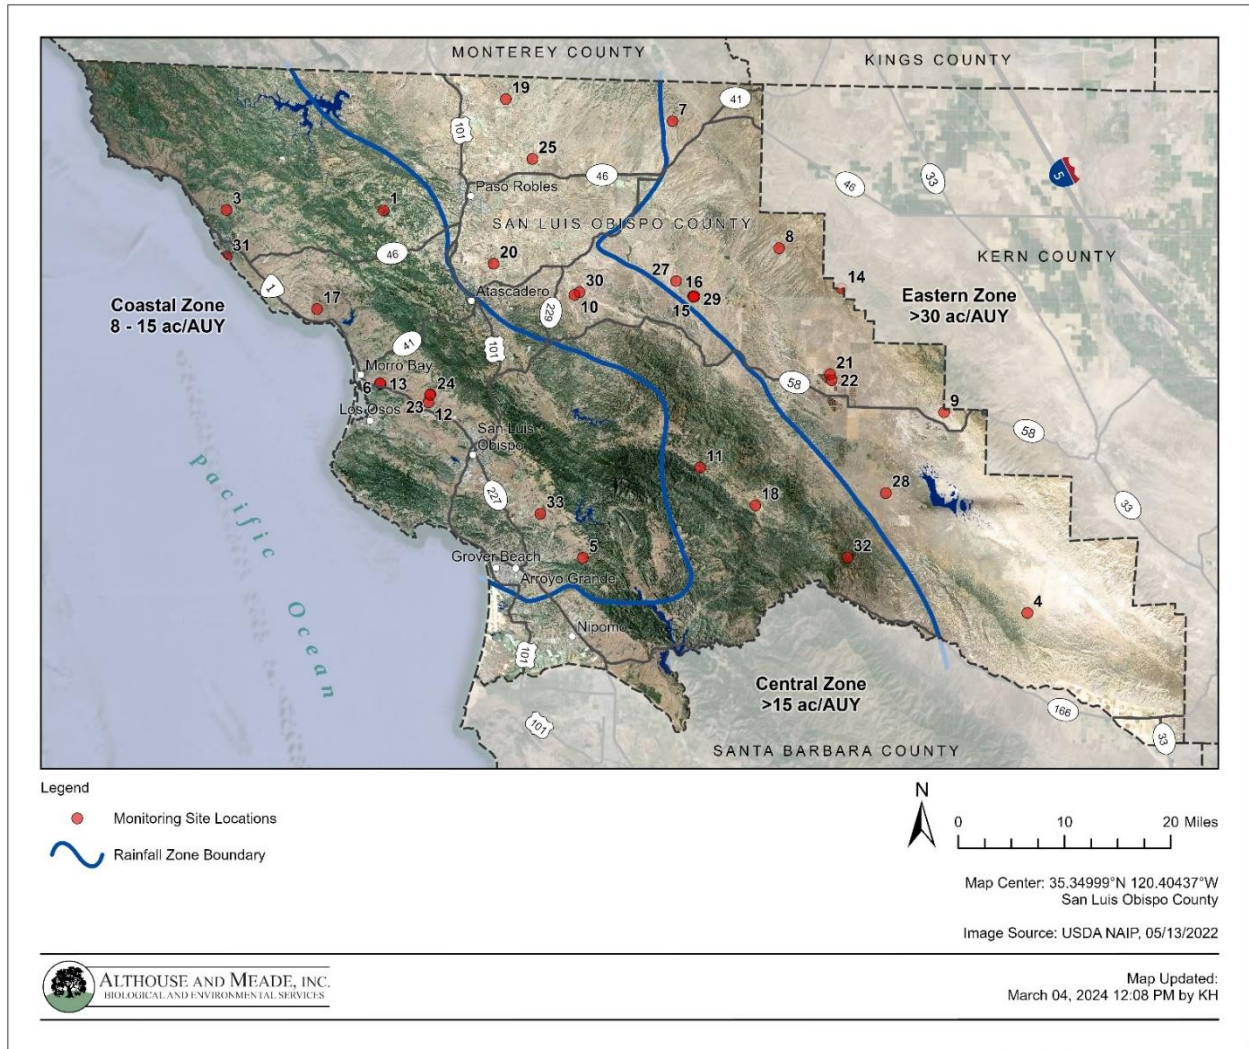 MONTEREY COUNTY
KINGS COUNTY
19
7
41
101
25
46
Paso Robles
46
33
5
3
1
SAN LUIS OBISPO COUNTY
8
KERN COUNTY
31
46
20
27
16
14
1
30
Coastal Zone
8 - 15 ac/AUY
17
Atascadero
10
15
29
Eastern Zone
>30 ac/AUY
229
41
101
Morro Bay
21
22
58
6
13
24
9
Los Osos
23
12
58
San Luis
Obispo
11
28
227
18
33
33
Pacific Ocean
Grover Beach
5
32
Arroyo Grande
4
Nipomo
101
Central Zone
>15 ac/AUY
166
101
33
SANTA BARBARA COUNTY
Legend
Monitoring Site Locations
Rainfall Zone Boundary
N
0 10 20 Miles
Map Center: 35.34999°N 120.40437°W
San Luis Obispo County
Image Source: USDA NAIP, 05/13/2022
ALTHOUSE AND MEADE, INC.
BIOLOGICAL AND ENVIRONMENTAL SERVICES
Map Updated:
March 04, 2024 12:08 PM by KH